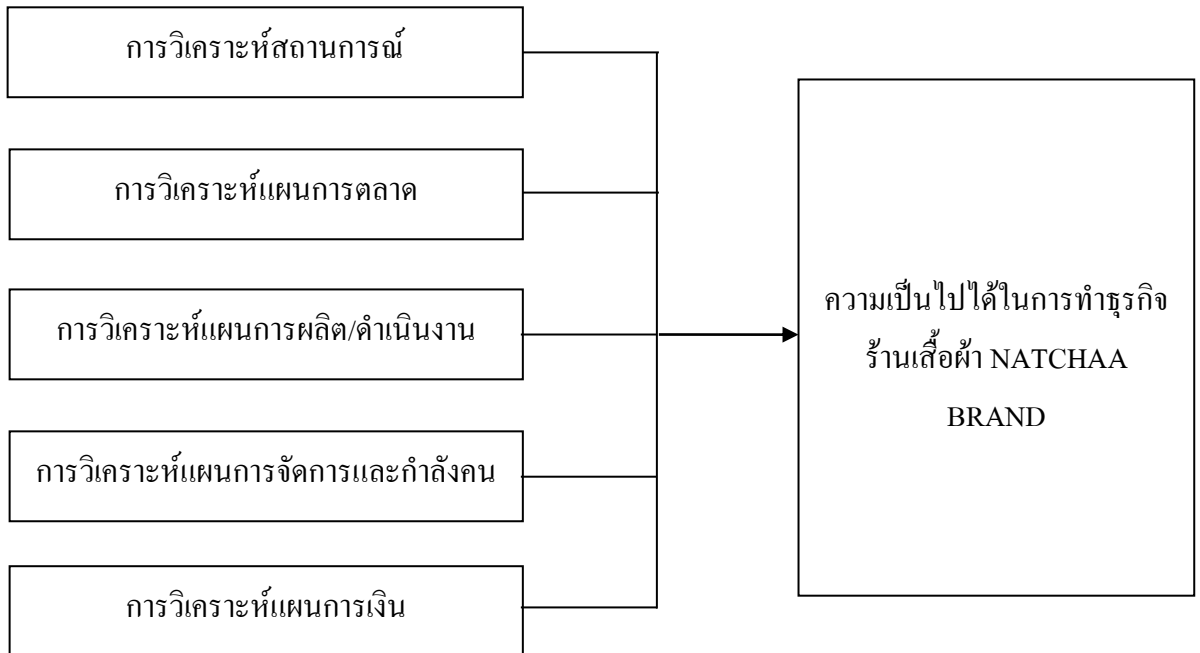 การวิเคราะห์สถานการณ์
การวิเคราะห์แผนการตลาด
การวิเคราะห์แผนการผลิต/ดำเนินงาน
การวิเคราะห์แผนการจัดการและกำลังคน
การวิเคราะห์แผนการเงิน
ความเป็นไปได้ในการทำธุรกิจ
ร้านเสื้อผ้า NATCHAA
BRAND